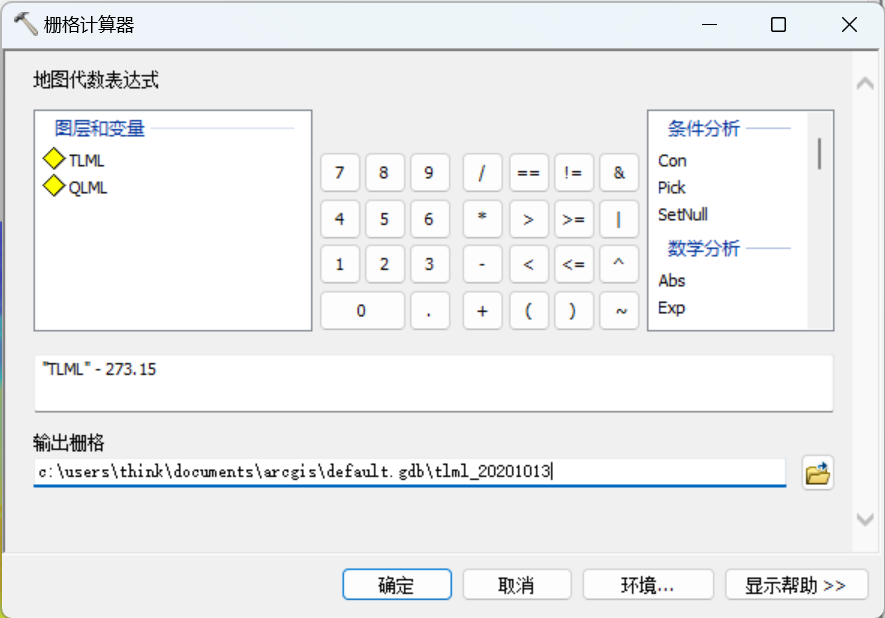 栅格计算器
地图代数表达式
图层和变量
TLML
QLML
7 8 9 / == != &
4 5 6 * > >= |
1 2 3 - < <= ^
0 . + ( ) ~
条件分析
Con
Pick
SetNull
数学分析
Abs
Exp
"TLML" - 273.15
输出栅格
c:\users\think\documents\arcgis\default.gdb\tlml_20201013
确定 取消 环境... 显示帮助 >>